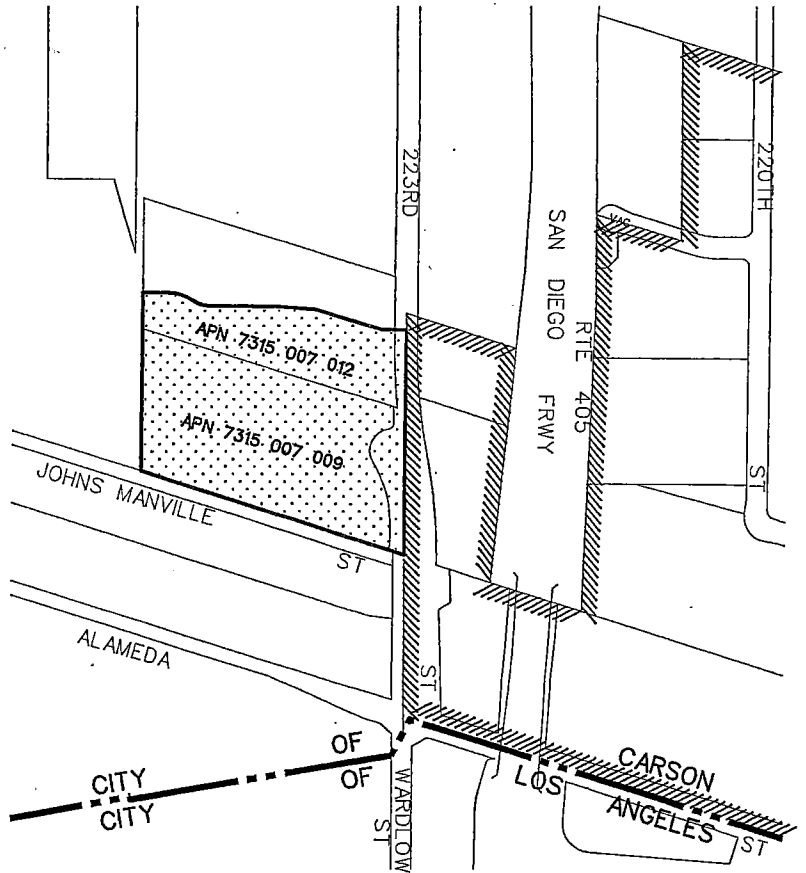 223RD
220TH
VAC
SAN DIEGO FRWY
RTE 405
APN 7315 007 012
APN 7315 007 009
JOHNS MANVILLE ST
ST
ALAMEDA
ST
CITY OF CARSON
CITY OF LOS ANGELES
ST
WARDLOW ST